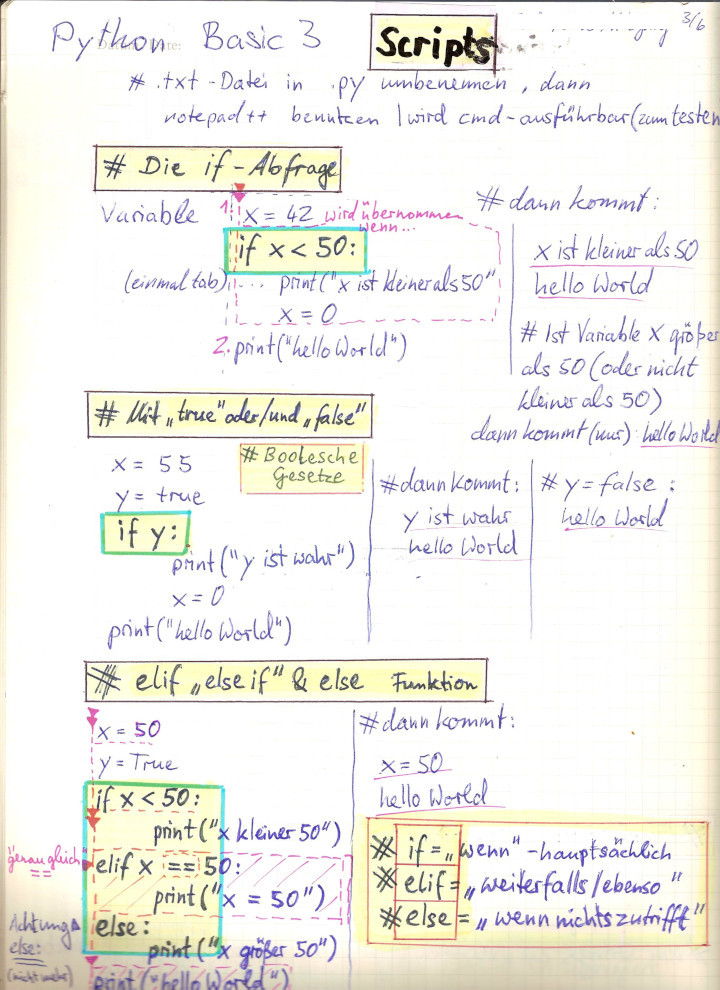 3/6
Python Basic 3 Scripts
# .txt-Datei in .py umbenennen, dann
notepad++ benutzen | wird cmd-ausführbar (zum testen
# Die if-Abfrage
Variable 1. x = 42 wird übernommen
wenn...
if x < 50:
(einmal tab) .... print("x ist kleiner als 50"
x = 0
2. print("hello World")
# dann kommt:
x ist kleiner als 50
hello World
# Ist Variable x größer
als 50 (oder nicht
kleiner als 50)
dann kommt (nur) hello World
# Mit „true" oder/und „false"
# Boolesche
Gesetze
x = 55
y = true
if y:
print("y ist wahr")
x = 0
print("hello World")
# dann kommt:
y ist wahr
hello World
# y = false:
hello World
# elif „else if" & else Funktion
x = 50
y = True
if x < 50:
print("x kleiner 50")
genau gleich
==
elif x == 50:
print("x = 50")
Achtung
else:
(nicht mehr)
else:
print("x größer 50")
print("hello World")
# dann kommt:
x = 50
hello World
# if = „wenn" - hauptsächlich
# elif = „weiterfalls/ebenso"
# else = „wenn nichts zutrifft"